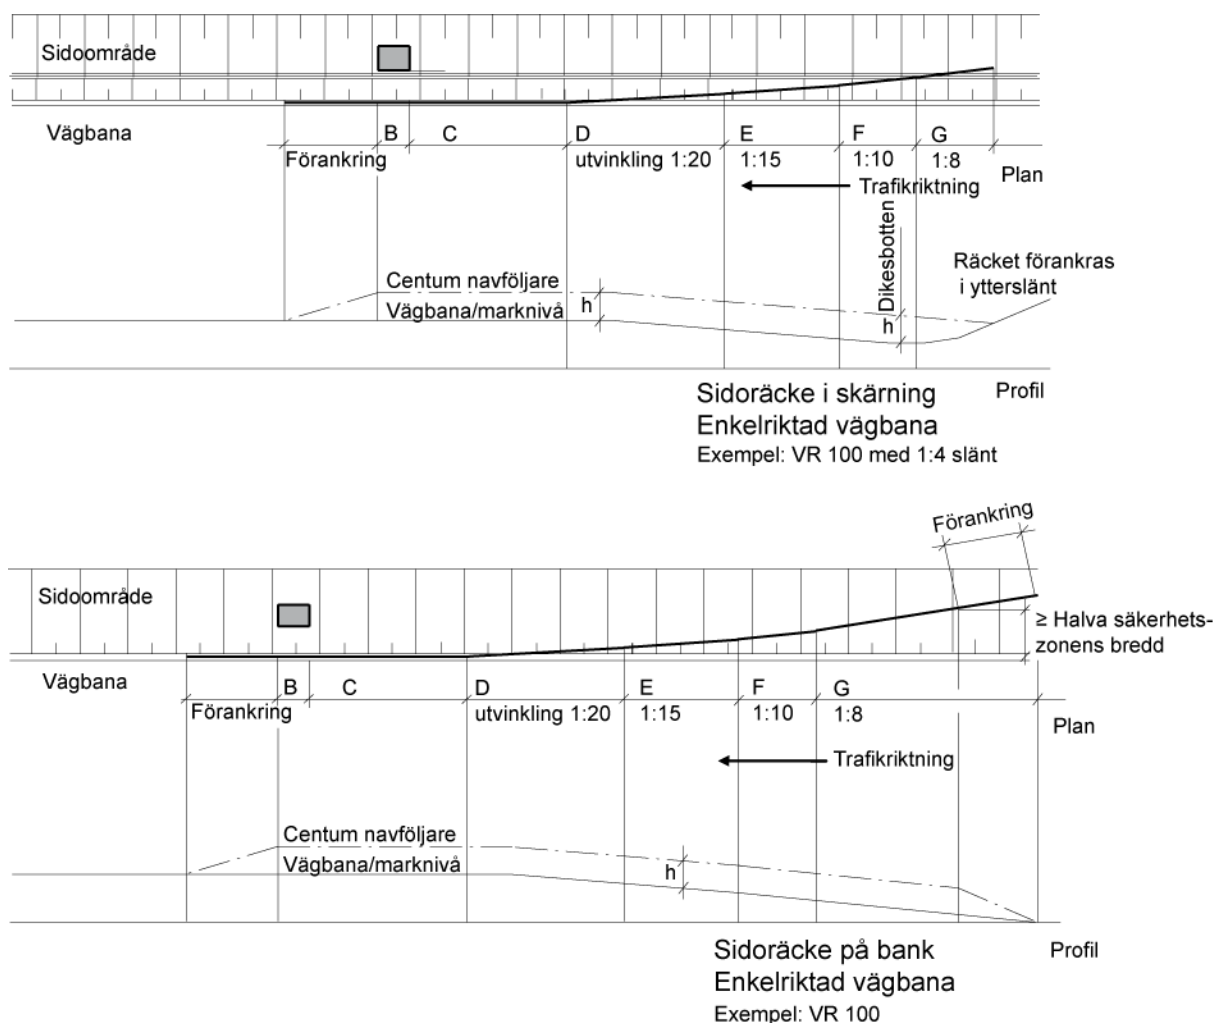 Sidoområde
Vägbana
B
C
D
E
F
G
Förankring
utvinkling 1:20
1:15
1:10
1:8
Plan
Trafikriktning
Dikesbotten
Centum navföljare
Vägbana/marknivå
h
h
Räcket förankras
i ytterslänt
Sidoräcke i skärning
Profil
Enkelriktad vägbana
Exempel: VR 100 med 1:4 slänt
Förankring
Sidoområde
≥ Halva säkerhets-
zonens bredd
Vägbana
B
C
D
E
F
G
Förankring
utvinkling 1:20
1:15
1:10
1:8
Plan
Trafikriktning
Centum navföljare
Vägbana/marknivå
h
Sidoräcke på bank
Profil
Enkelriktad vägbana
Exempel: VR 100